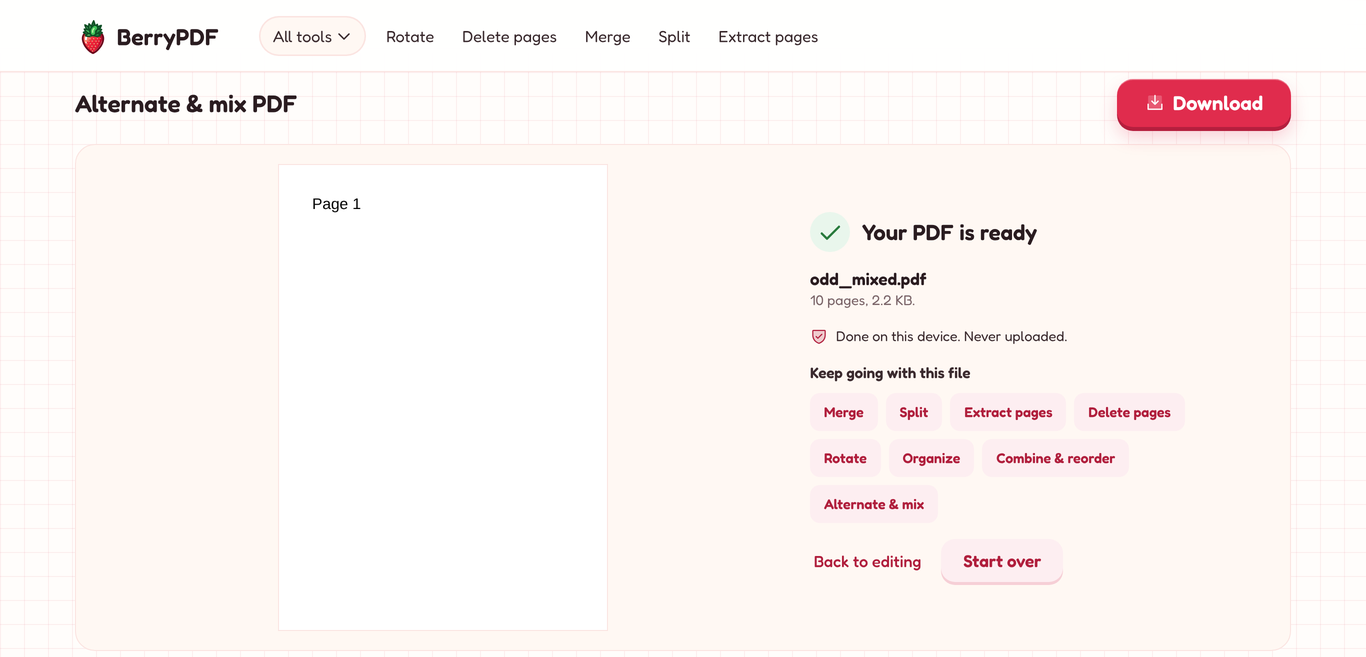 BerryPDF
All tools Rotate Delete pages Merge Split Extract pages
Alternate & mix PDF
Download
Page 1
Your PDF is ready
odd_mixed.pdf
10 pages, 2.2 KB.
Done on this device. Never uploaded.
Keep going with this file
Merge Split Extract pages Delete pages
Rotate Organize Combine & reorder
Alternate & mix
Back to editing Start over